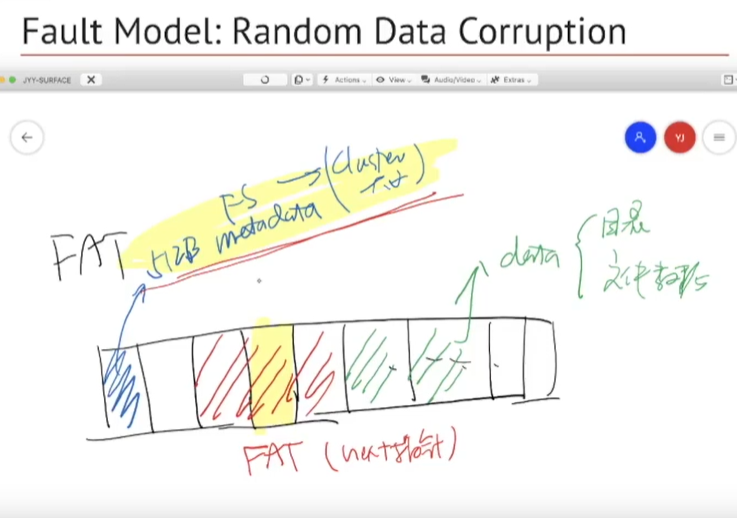 Fault Model: Random Data Corruption
JYY-SURFACE
Actions
View
Audio/Video
Extras
YJ
FS → (Cluster
大小)
512B metadata
FAT
data
目录
文件数据
FAT (next指针)